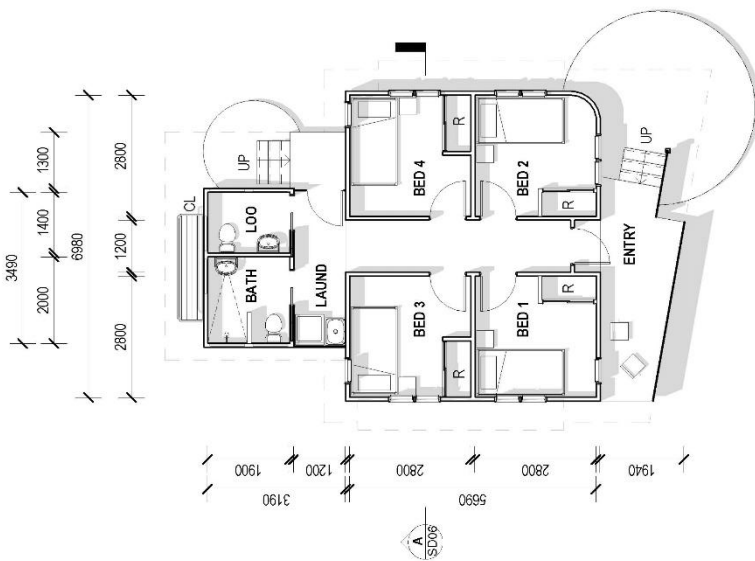 1300
2800
UP
CL
1400
3490
6980
1200
2000
2800
LOO
BATH
LAUND
BED 4
R
BED 2
R
UP
ENTRY
BED 3
R
BED 1
R
1900
1200
2800
2800
1940
3190
5690
A
SD06